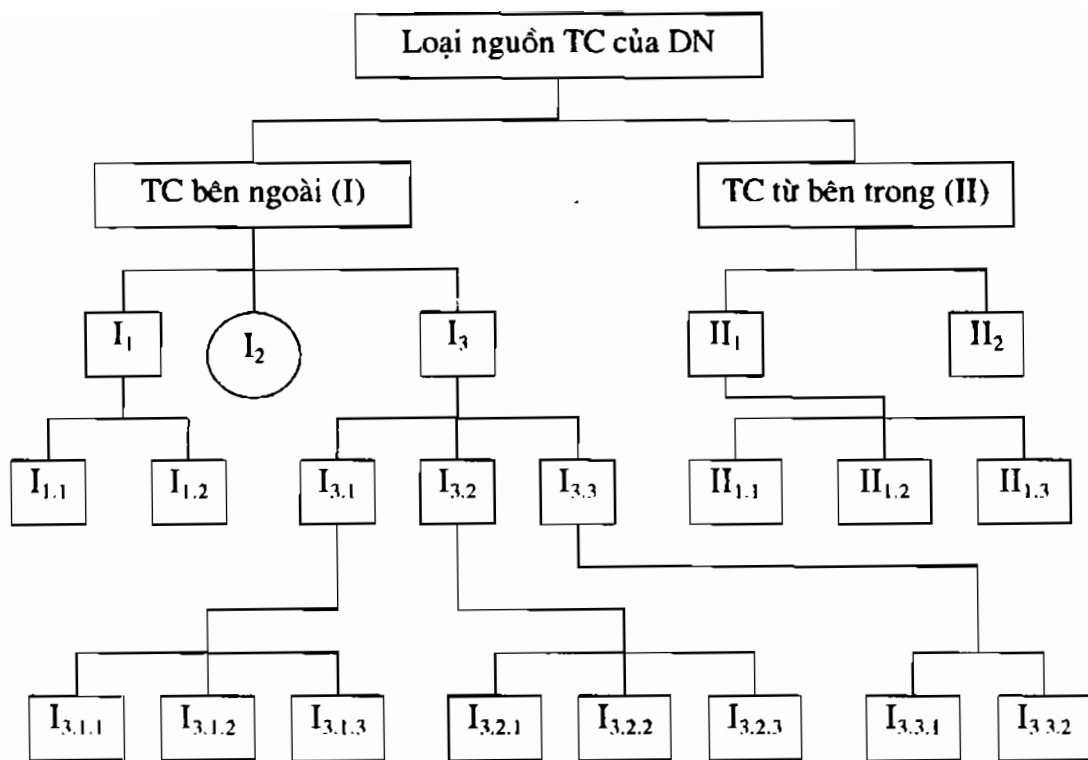 Loại nguồn TC của DN
TC bên ngoài (I)
TC từ bên trong (II)
I₁
I₂
I₃
II₁
II₂
I₁.₁
I₁.₂
I₃.₁
I₃.₂
I₃.₃
II₁.₁
II₁.₂
II₁.₃
I₃.₁.₁
I₃.₁.₂
I₃.₁.₃
I₃.₂.₁
I₃.₂.₂
I₃.₂.₃
I₃.₃.₁
I₃.₃.₂